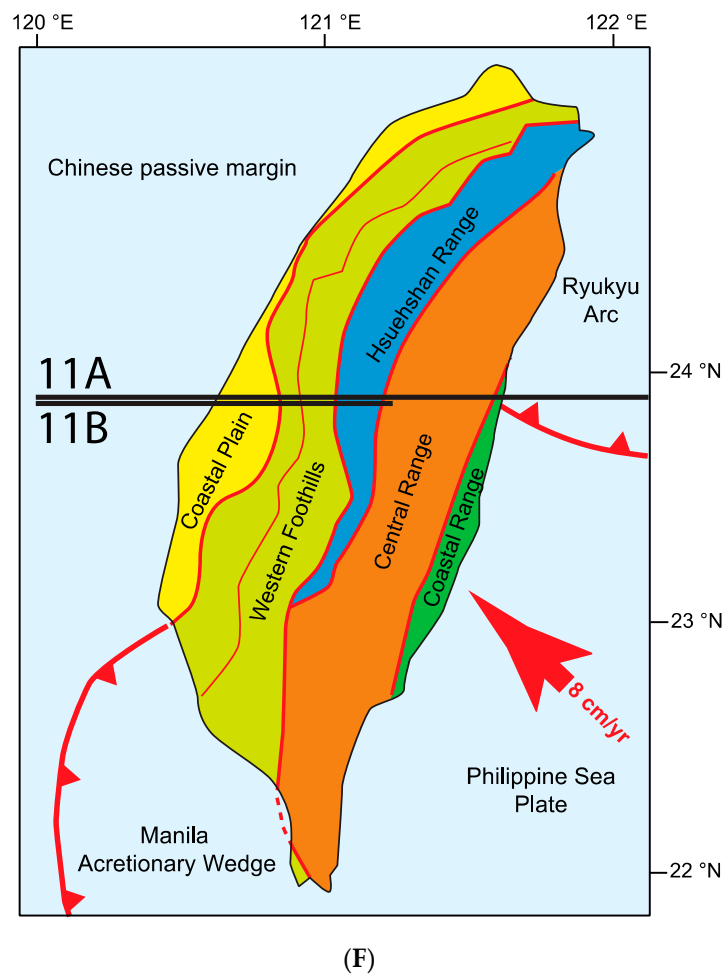 120 °E
121 °E
122 °E
Chinese passive margin
Hsuehshan Range
Ryukyu
Arc
24 °N
11A
11B
Coastal Plain
Western Foothills
Central Range
Coastal Range
23 °N
8 cm/yr
Philippine Sea
Plate
Manila
Acretionary Wedge
22 °N
(F)